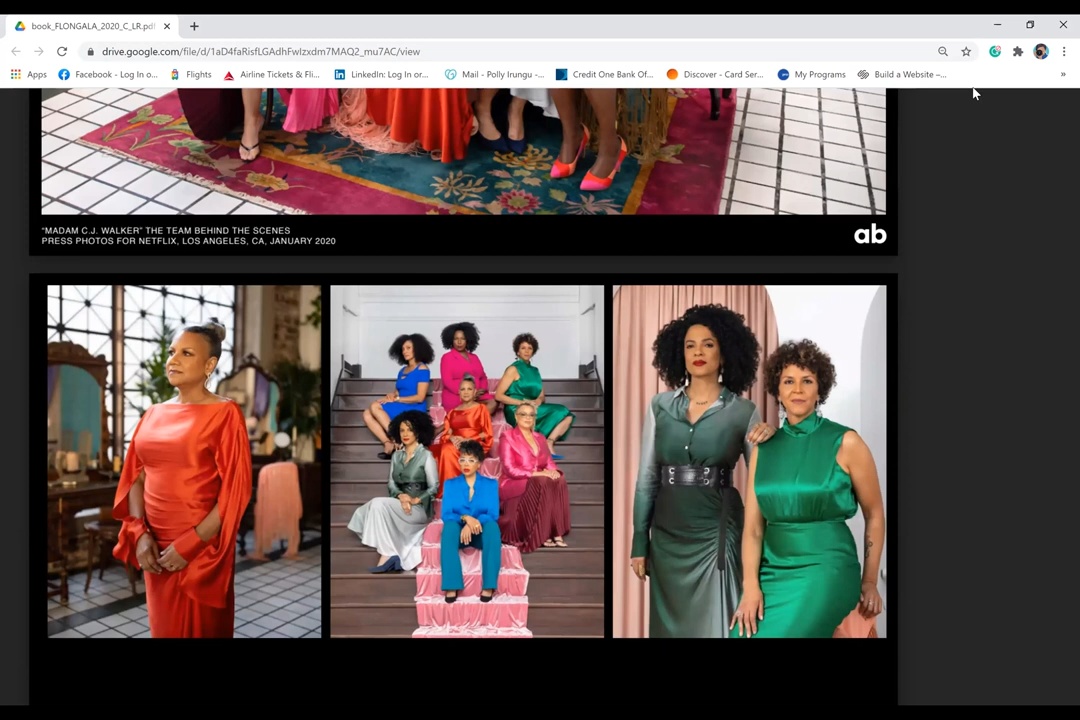 book_FLONGALA_2020_C_LR.pdf
drive.google.com/file/d/1aD4faRisfLGAdhFwIzxdm7MAQ2_mu7AC/view
Apps Facebook - Log In o... Flights Airline Tickets & Fli... LinkedIn: Log In or... Mail - Polly Irungu -... Credit One Bank Of... Discover - Card Ser... My Programs Build a Website –... »
"MADAM C.J. WALKER" THE TEAM BEHIND THE SCENES
PRESS PHOTOS FOR NETFLIX, LOS ANGELES, CA, JANUARY 2020
ab